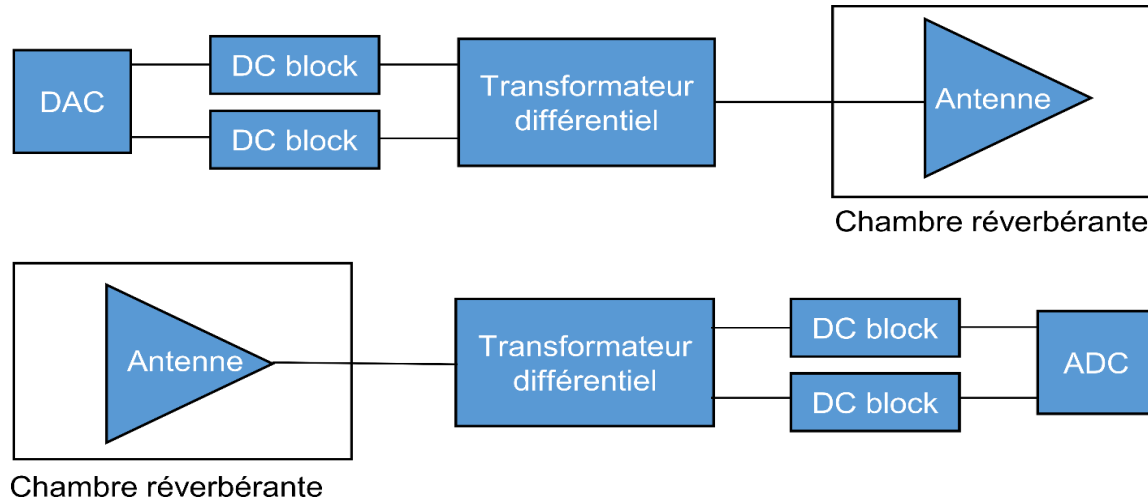 DAC
DC block
DC block
Transformateur
différentiel
Antenne
Chambre réverbérante
Antenne
Transformateur
différentiel
DC block
DC block
ADC
Chambre réverbérante